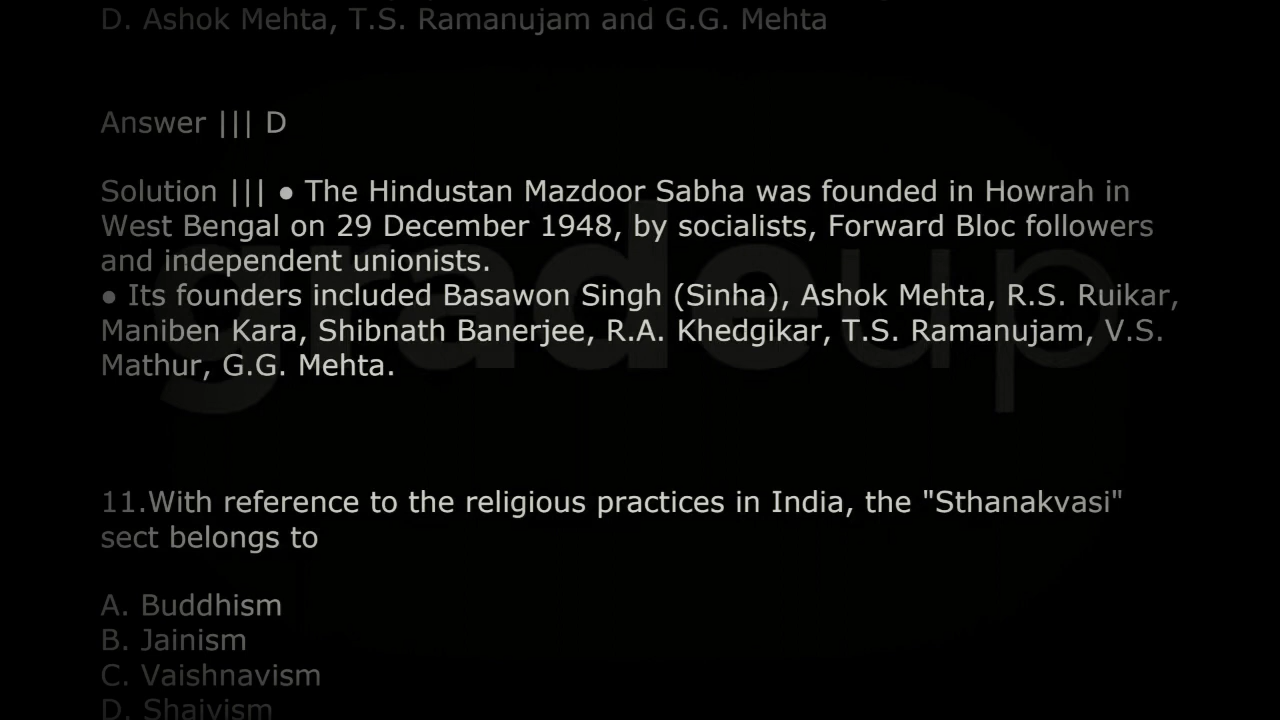 D. Ashok Mehta, T.S. Ramanujam and G.G. Mehta
Answer ||| D
Solution ||| ● The Hindustan Mazdoor Sabha was founded in Howrah in
West Bengal on 29 December 1948, by socialists, Forward Bloc followers
and independent unionists.
● Its founders included Basawon Singh (Sinha), Ashok Mehta, R.S. Ruikar,
Maniben Kara, Shibnath Banerjee, R.A. Khedgikar, T.S. Ramanujam, V.S.
Mathur, G.G. Mehta.
gradeup
11.With reference to the religious practices in India, the "Sthanakvasi"
sect belongs to
A. Buddhism
B. Jainism
C. Vaishnavism
D. Shaivism